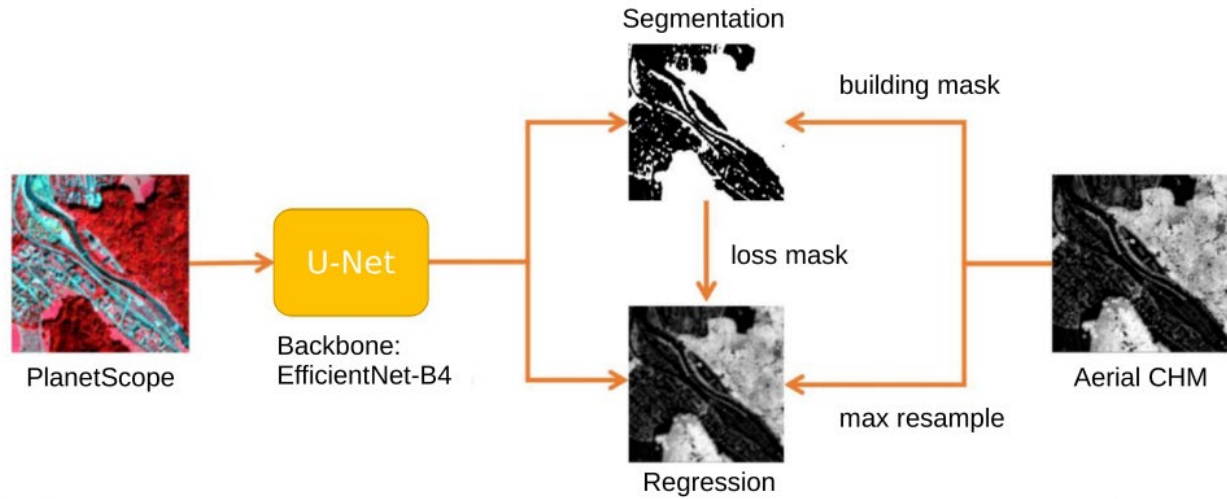 Segmentation
building mask
U-Net
loss mask
Backbone:
EfficientNet-B4
PlanetScope
Aerial CHM
max resample
Regression